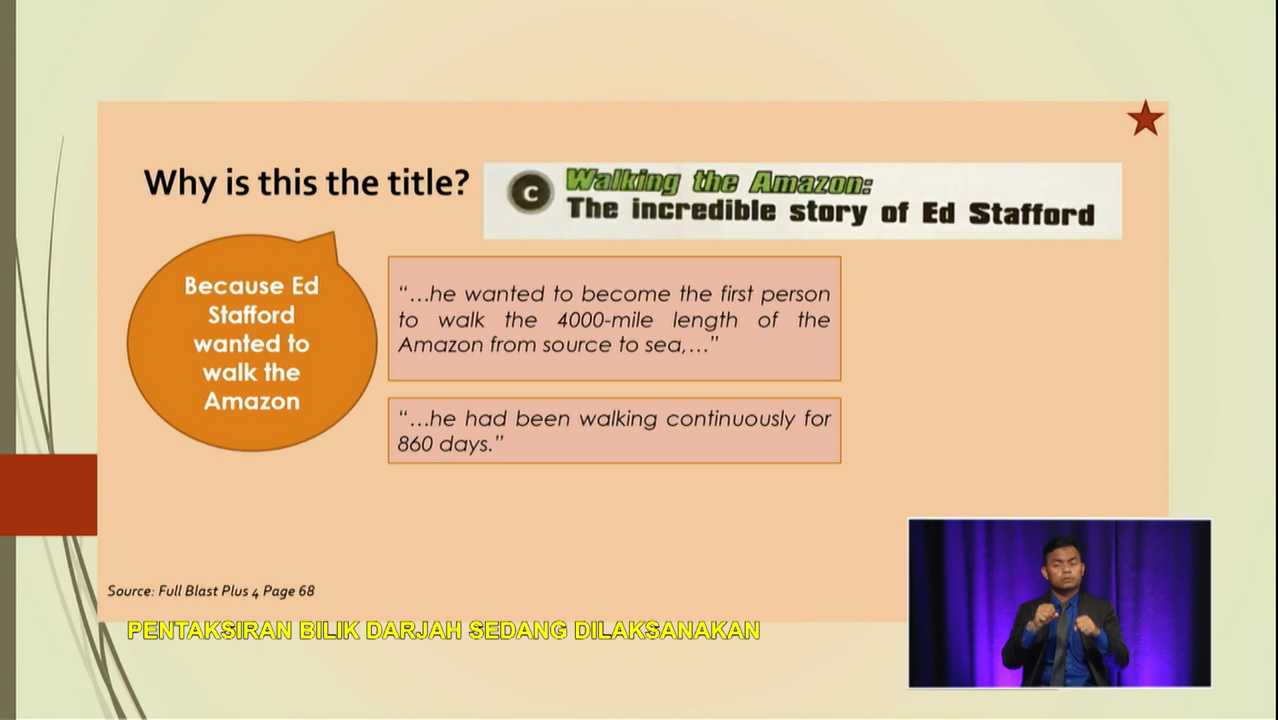 Why is this the title?
C Walking the Amazon:
The incredible story of Ed Stafford
Because Ed
Stafford
wanted to
walk the
Amazon
“…he wanted to become the first person
to walk the 4000-mile length of the
Amazon from source to sea,…”
“…he had been walking continuously for
860 days.”
Source: Full Blast Plus 4 Page 68
PENTAKSIRAN BILIK DARJAH SEDANG DILAKSANAKAN